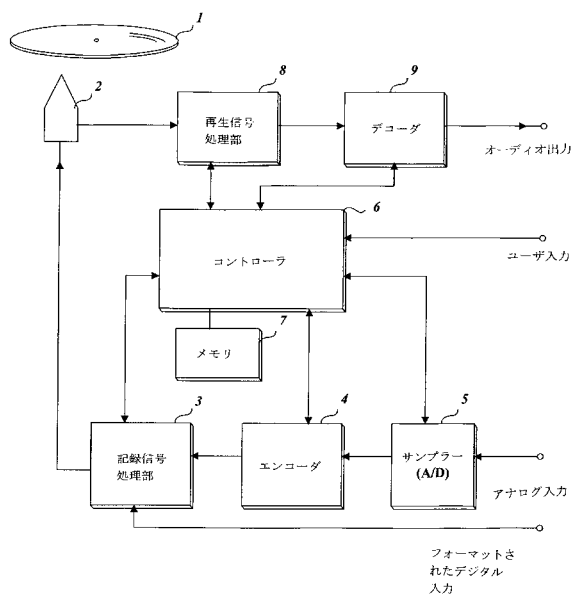 1
2
8
9
再生信号
処理部
デコーダ
オーディオ出力
6
コントローラ
ユーザ入力
7
メモリ
3
4
5
記録信号
処理部
エンコーダ
サンプラー
(A/D)
アナログ入力
フォーマットさ
れたデジタル
入力